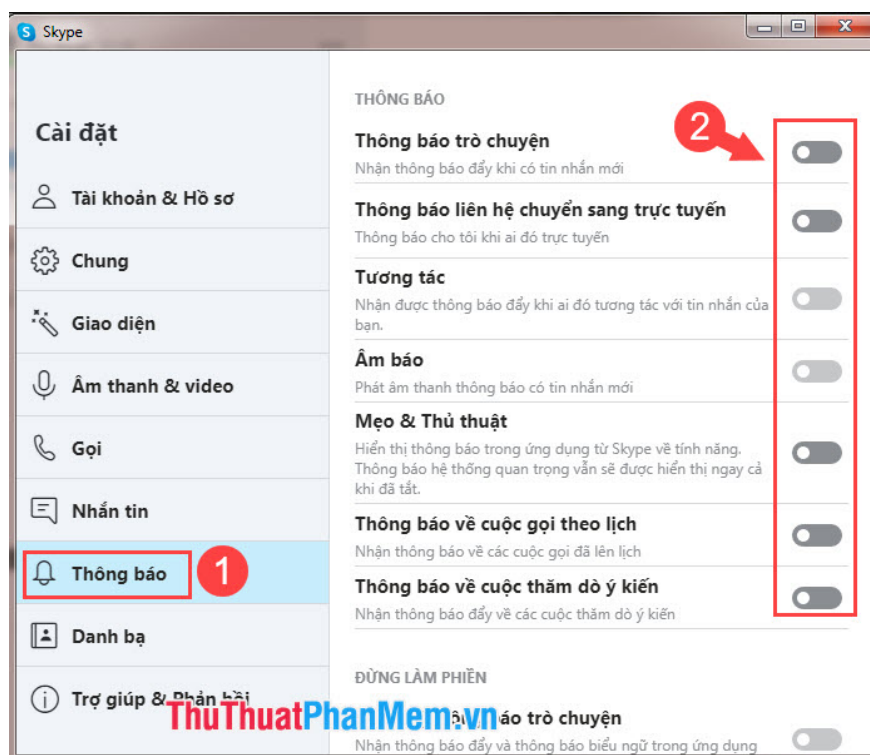 Skype
Cài đặt
Tài khoản & Hồ sơ
Chung
Giao diện
Âm thanh & video
Gọi
Nhắn tin
Thông báo
1
Danh bạ
Trợ giúp & Phản hồi
THÔNG BÁO
2
Thông báo trò chuyện
Nhận thông báo đẩy khi có tin nhắn mới
Thông báo liên hệ chuyển sang trực tuyến
Thông báo cho tôi khi ai đó trực tuyến
Tương tác
Nhận được thông báo đẩy khi ai đó tương tác với tin nhắn của
bạn.
Âm báo
Phát âm thanh thông báo có tin nhắn mới
Mẹo & Thủ thuật
Hiển thị thông báo trong ứng dụng từ Skype về tính năng.
Thông báo hệ thống quan trọng vẫn sẽ được hiển thị ngay cả
khi đã tắt.
Thông báo về cuộc gọi theo lịch
Nhận thông báo về các cuộc gọi đã lên lịch
Thông báo về cuộc thăm dò ý kiến
Nhận thông báo đẩy về các cuộc thăm dò ý kiến
ĐỪNG LÀM PHIỀN
báo trò chuyện
Nhận thông báo đẩy và thông báo biểu ngữ trong ứng dụng
ThuThuatPhanMem.vn